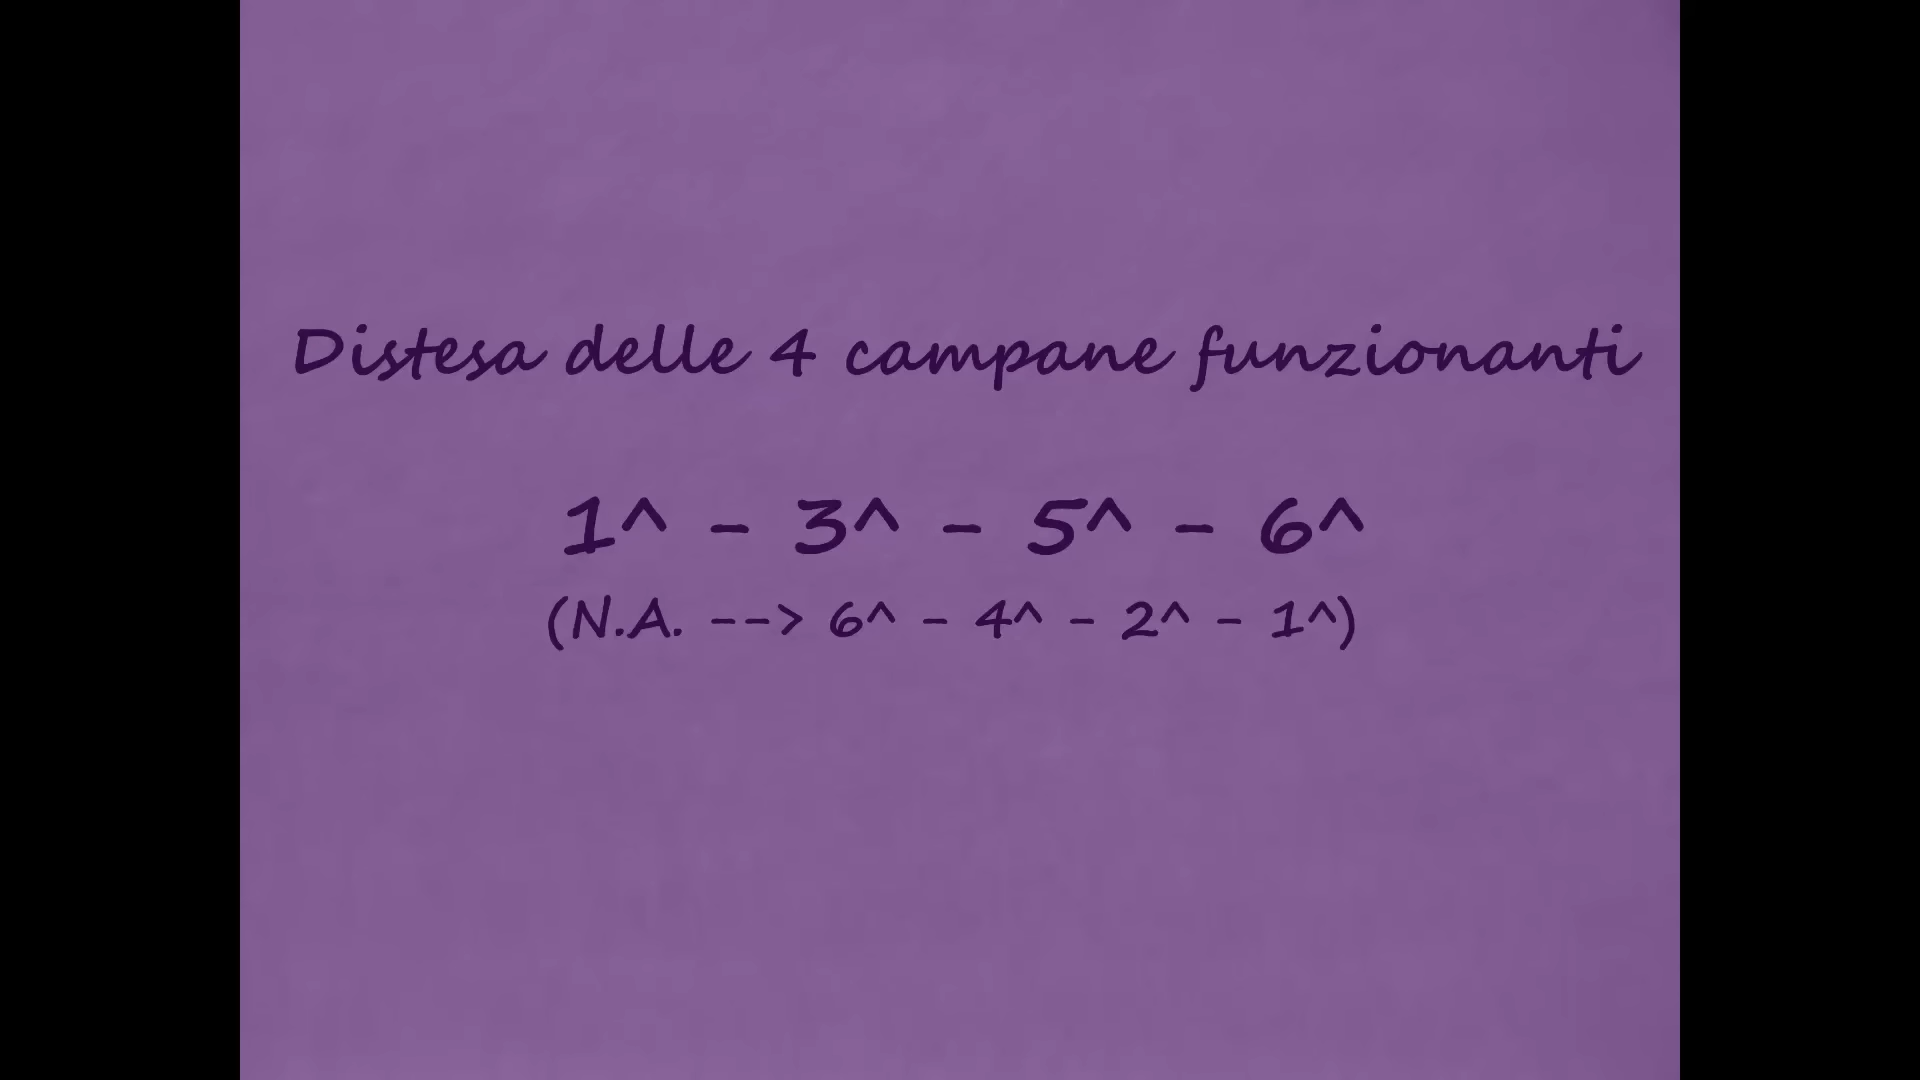 Distesa delle 4 campane funzionanti
1^ - 3^ - 5^ - 6^
(N.A. --> 6^ - 4^ - 2^ - 1^)